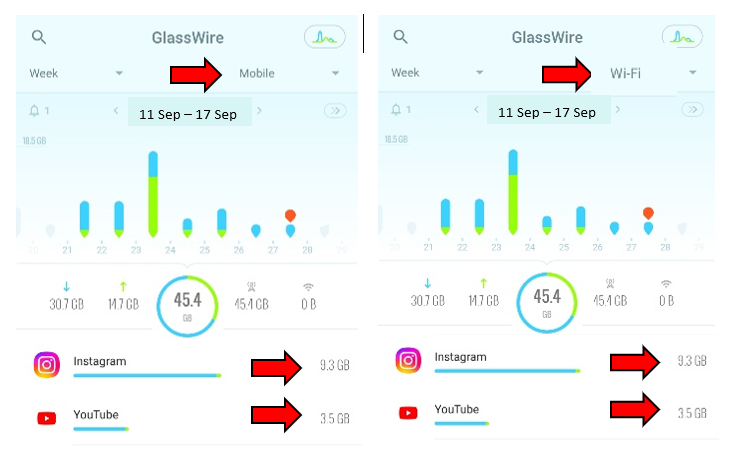 GlassWire
Week
Mobile
1
11 Sep – 17 Sep
18.5 GB
20 21 22 23 24 25 26 27 28 29
30.7 GB
14.7 GB
45.4
GB
45.4 GB
0 B
Instagram
9.3 GB
YouTube
3.5 GB
GlassWire
Week
Wi-Fi
1
11 Sep – 17 Sep
18.5 GB
20 21 22 23 24 25 26 27 28 29
30.7 GB
14.7 GB
45.4
GB
45.4 GB
0 B
Instagram
9.3 GB
YouTube
3.5 GB